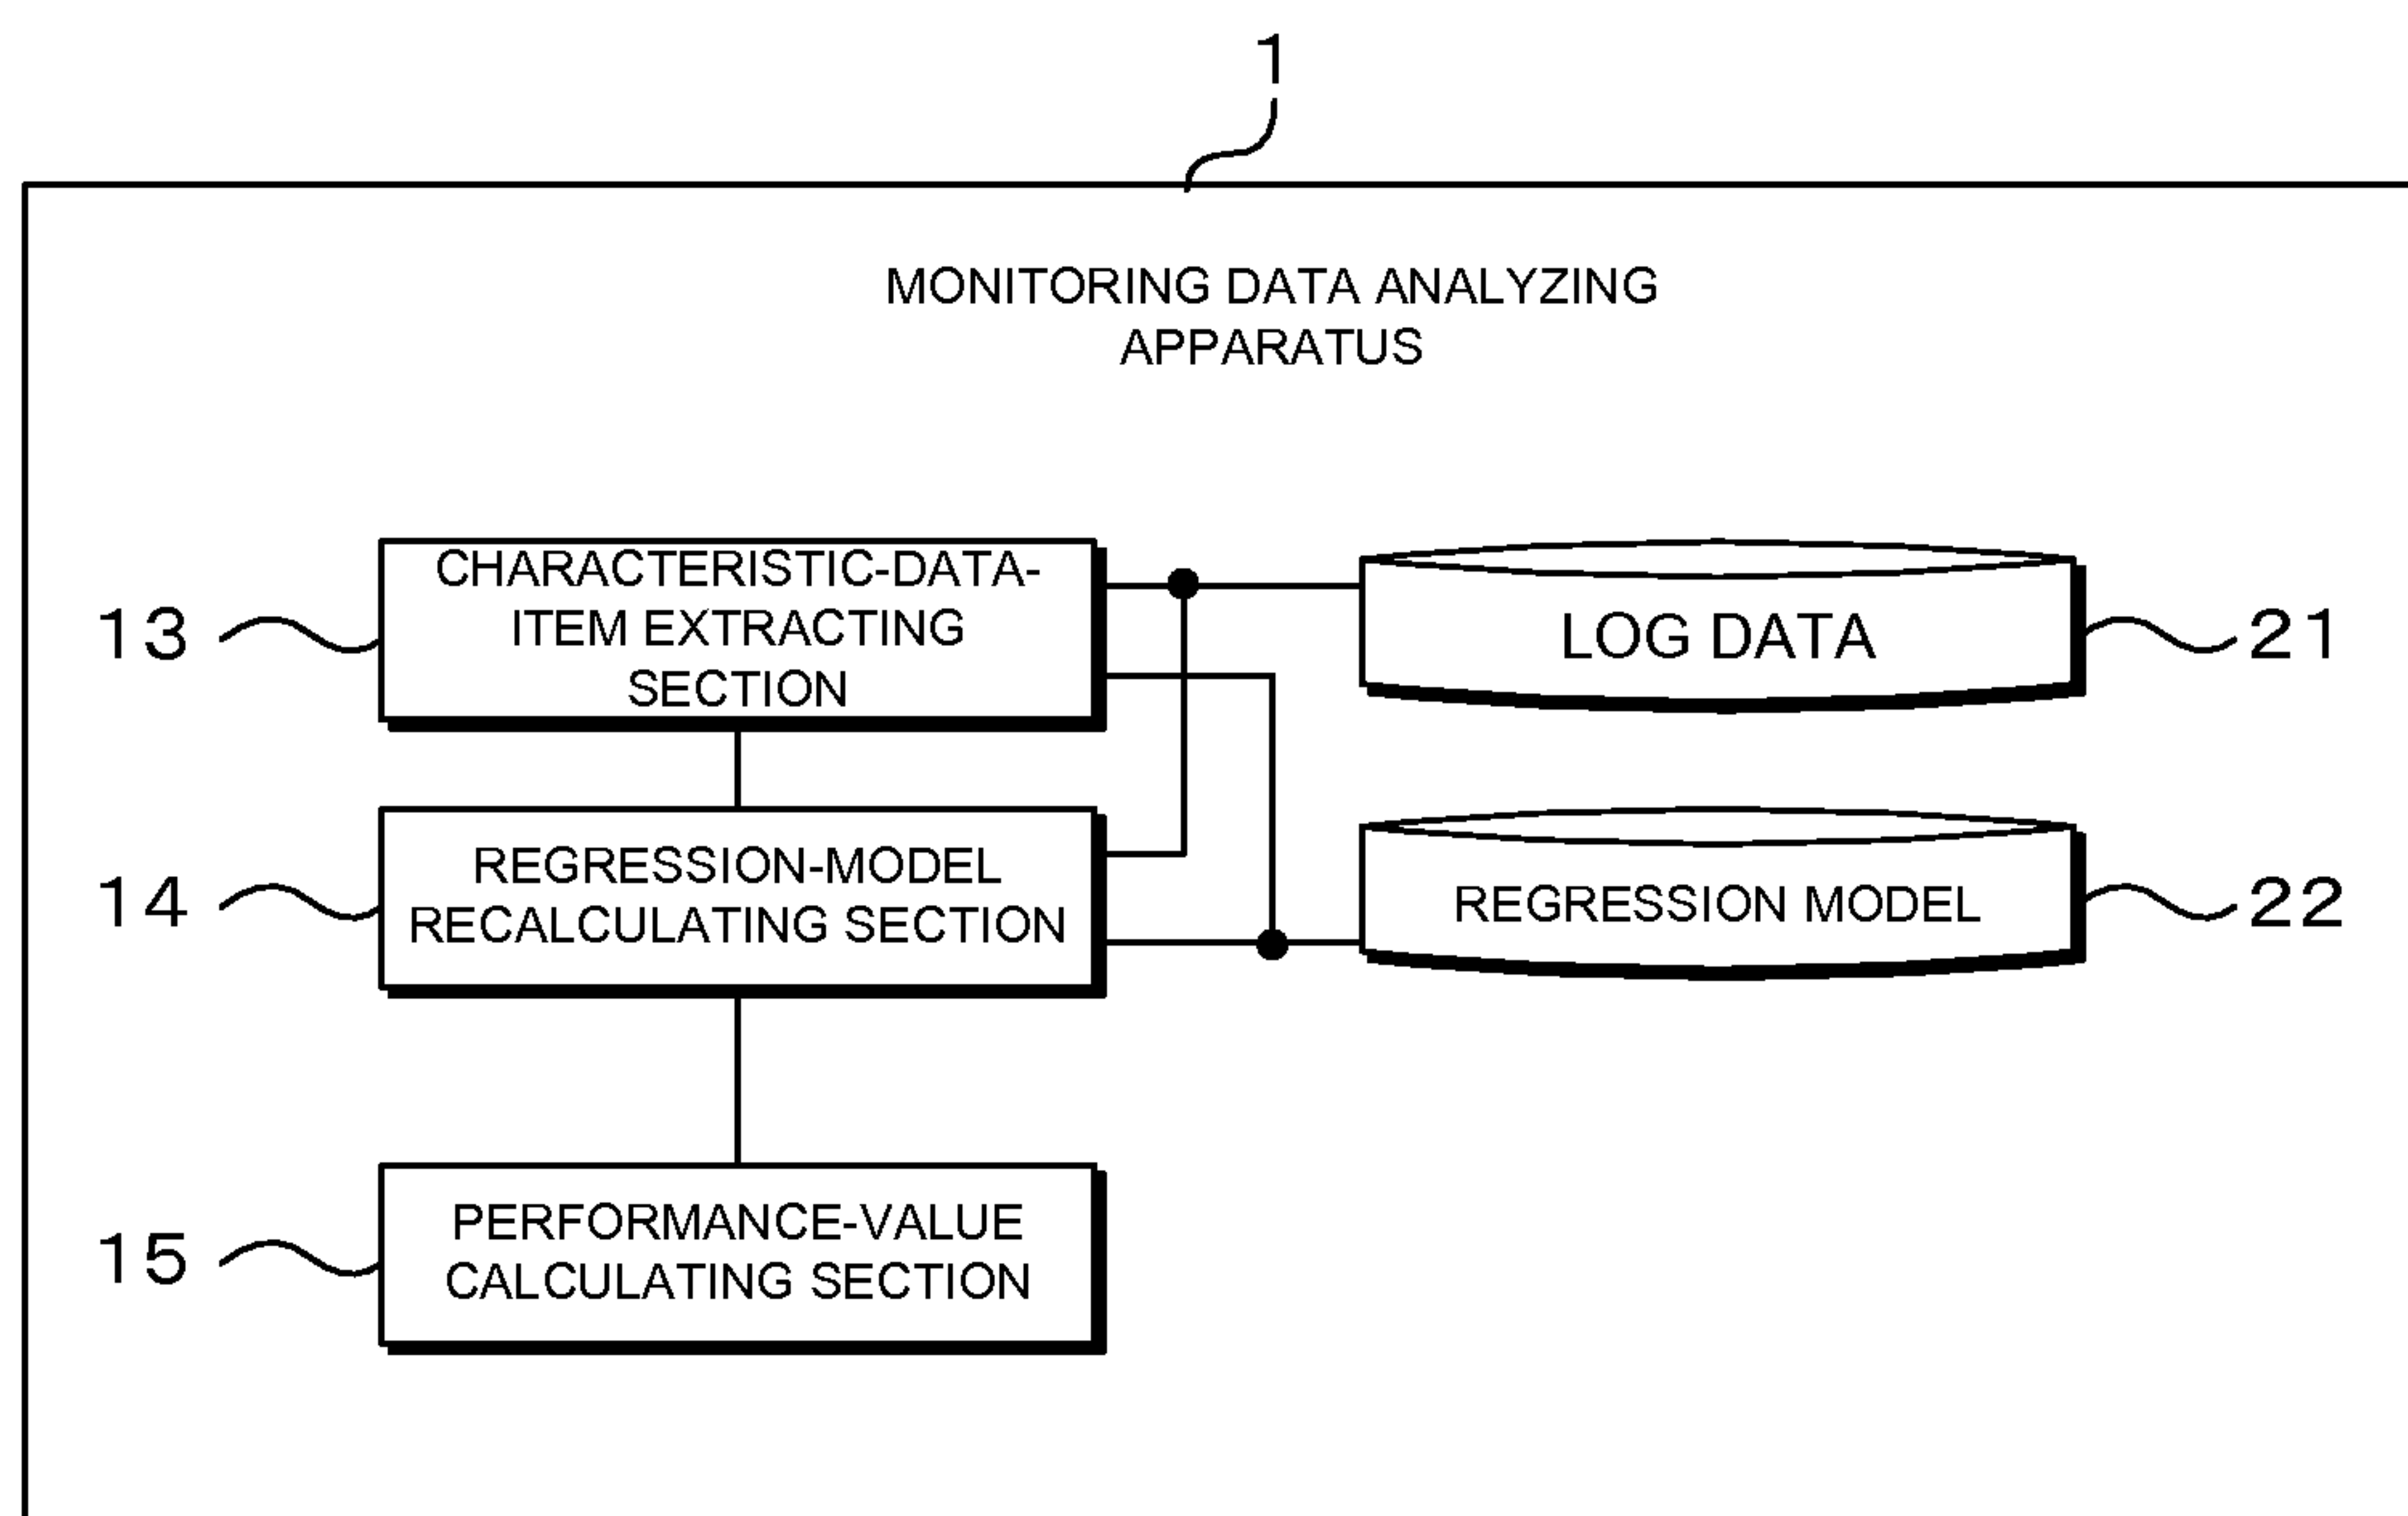 1
MONITORING DATA ANALYZING
APPARATUS
13
CHARACTERISTIC-DATA-
ITEM EXTRACTING
SECTION
LOG DATA
21
14
REGRESSION-MODEL
RECALCULATING SECTION
REGRESSION MODEL
22
15
PERFORMANCE-VALUE
CALCULATING SECTION